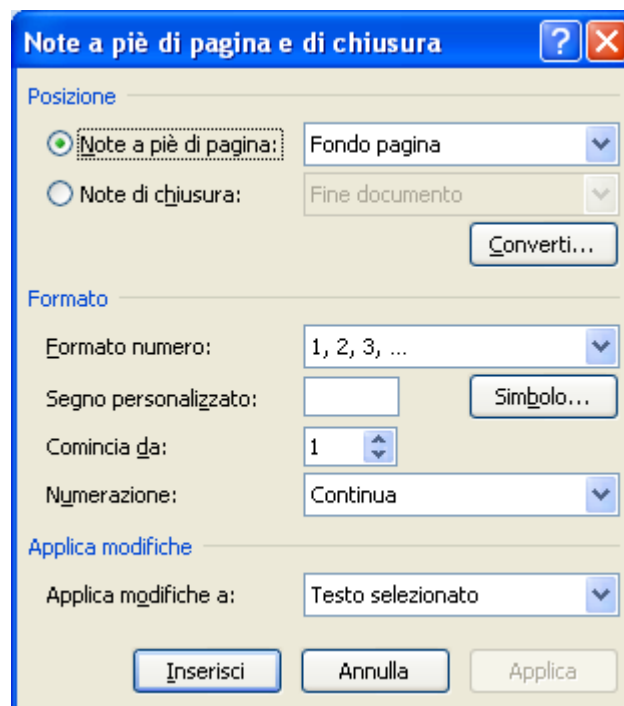 Note a piè di pagina e di chiusura ?
Posizione
Note a piè di pagina: Fondo pagina
Note di chiusura: Fine documento
Converti...
Formato
Formato numero: 1, 2, 3, ...
Segno personalizzato: Simbolo...
Comincia da: 1
Numerazione: Continua
Applica modifiche
Applica modifiche a: Testo selezionato
Inserisci Annulla Applica